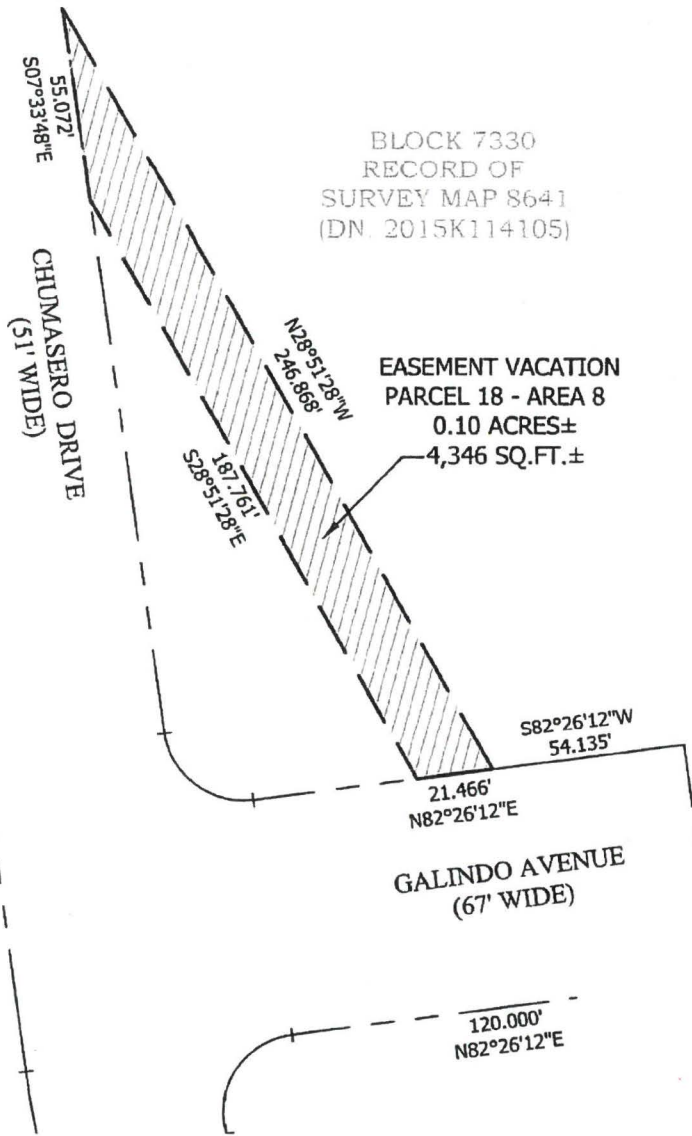 55.072'
S07°33'48"E
BLOCK 7330
RECORD OF
SURVEY MAP 8641
(DN. 2015K114105)
CHUMASERO DRIVE
(51' WIDE)
N28°51'28"W
246.868'
EASEMENT VACATION
PARCEL 18 - AREA 8
0.10 ACRES±
4,346 SQ.FT.±
187.761'
S28°51'28"E
S82°26'12"W
54.135'
21.466'
N82°26'12"E
GALINDO AVENUE
(67' WIDE)
120.000'
N82°26'12"E